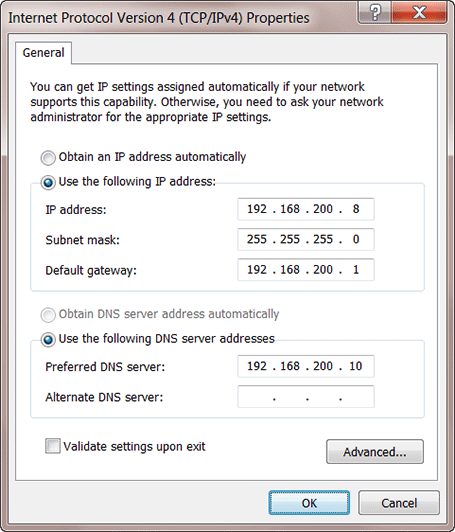 Internet Protocol Version 4 (TCP/IPv4) Properties
General
You can get IP settings assigned automatically if your network
supports this capability. Otherwise, you need to ask your network
administrator for the appropriate IP settings.
Obtain an IP address automatically
Use the following IP address:
IP address: 192 . 168 . 200 . 8
Subnet mask: 255 . 255 . 255 . 0
Default gateway: 192 . 168 . 200 . 1
Obtain DNS server address automatically
Use the following DNS server addresses
Preferred DNS server: 192 . 168 . 200 . 10
Alternate DNS server: . . .
Validate settings upon exit
Advanced...
OK Cancel